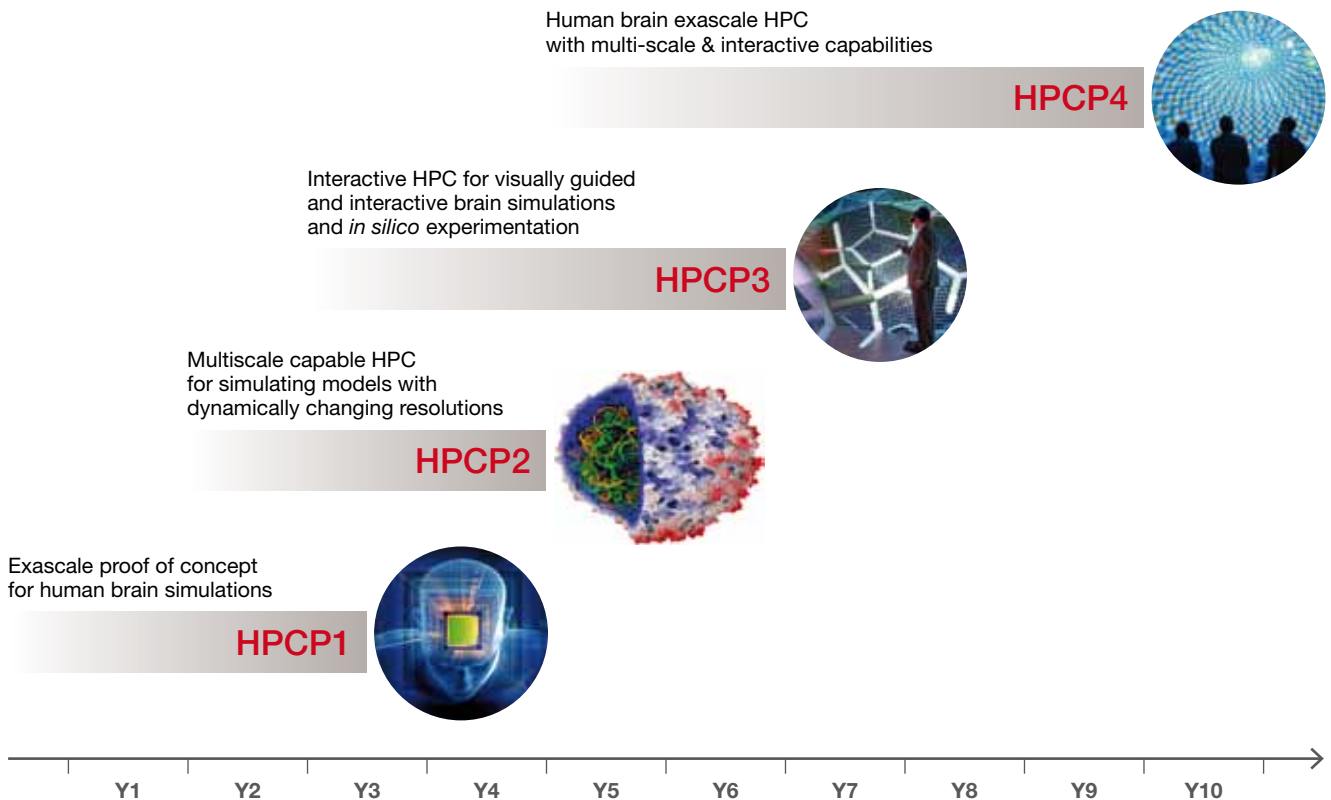 Human brain exascale HPC
with multi-scale & interactive capabilities
HPCP4
Interactive HPC for visually guided
and interactive brain simulations
and in silico experimentation
HPCP3
Multiscale capable HPC
for simulating models with
dynamically changing resolutions
HPCP2
Exascale proof of concept
for human brain simulations
HPCP1
Y1 Y2 Y3 Y4 Y5 Y6 Y7 Y8 Y9 Y10